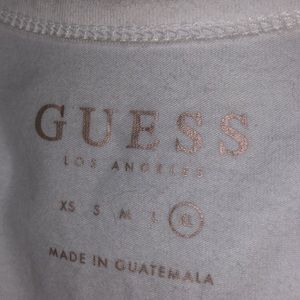 GUESS
LOS ANGELES
XS S M L XL
MADE IN GUATEMALA